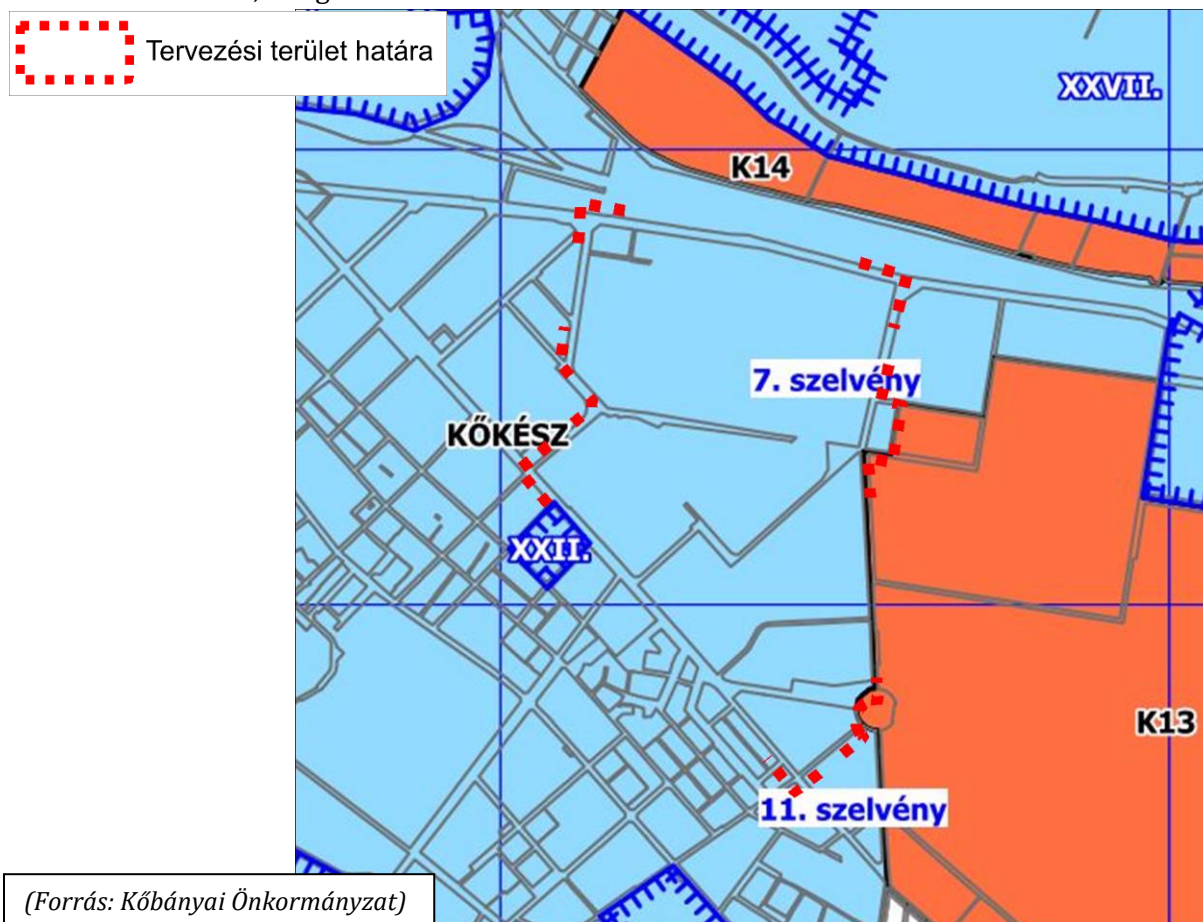 Tervezési terület határa
XXVII.
K14
7. szelvény
KŐKÉSZ
XXII.
K13
11. szelvény
(Forrás: Kőbányai Önkormányzat)